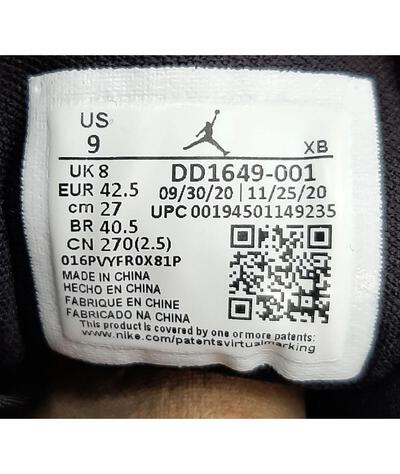 US
9
XB
UK 8
EUR 42.5
cm 27
BR 40.5
CN 270(2.5)
DD1649-001
09/30/20 | 11/25/20
UPC 00194501149235
016PVYFR0X81P
MADE IN CHINA
HECHO EN CHINA
FABRIQUE EN CHINE
FABRICADO NA CHINA
This product is covered by one or more patents:
www.nike.com/patentsvirtualmarking